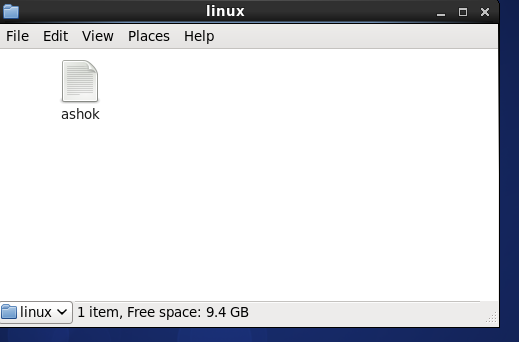 linux
File Edit View Places Help
ashok
linux 1 item, Free space: 9.4 GB